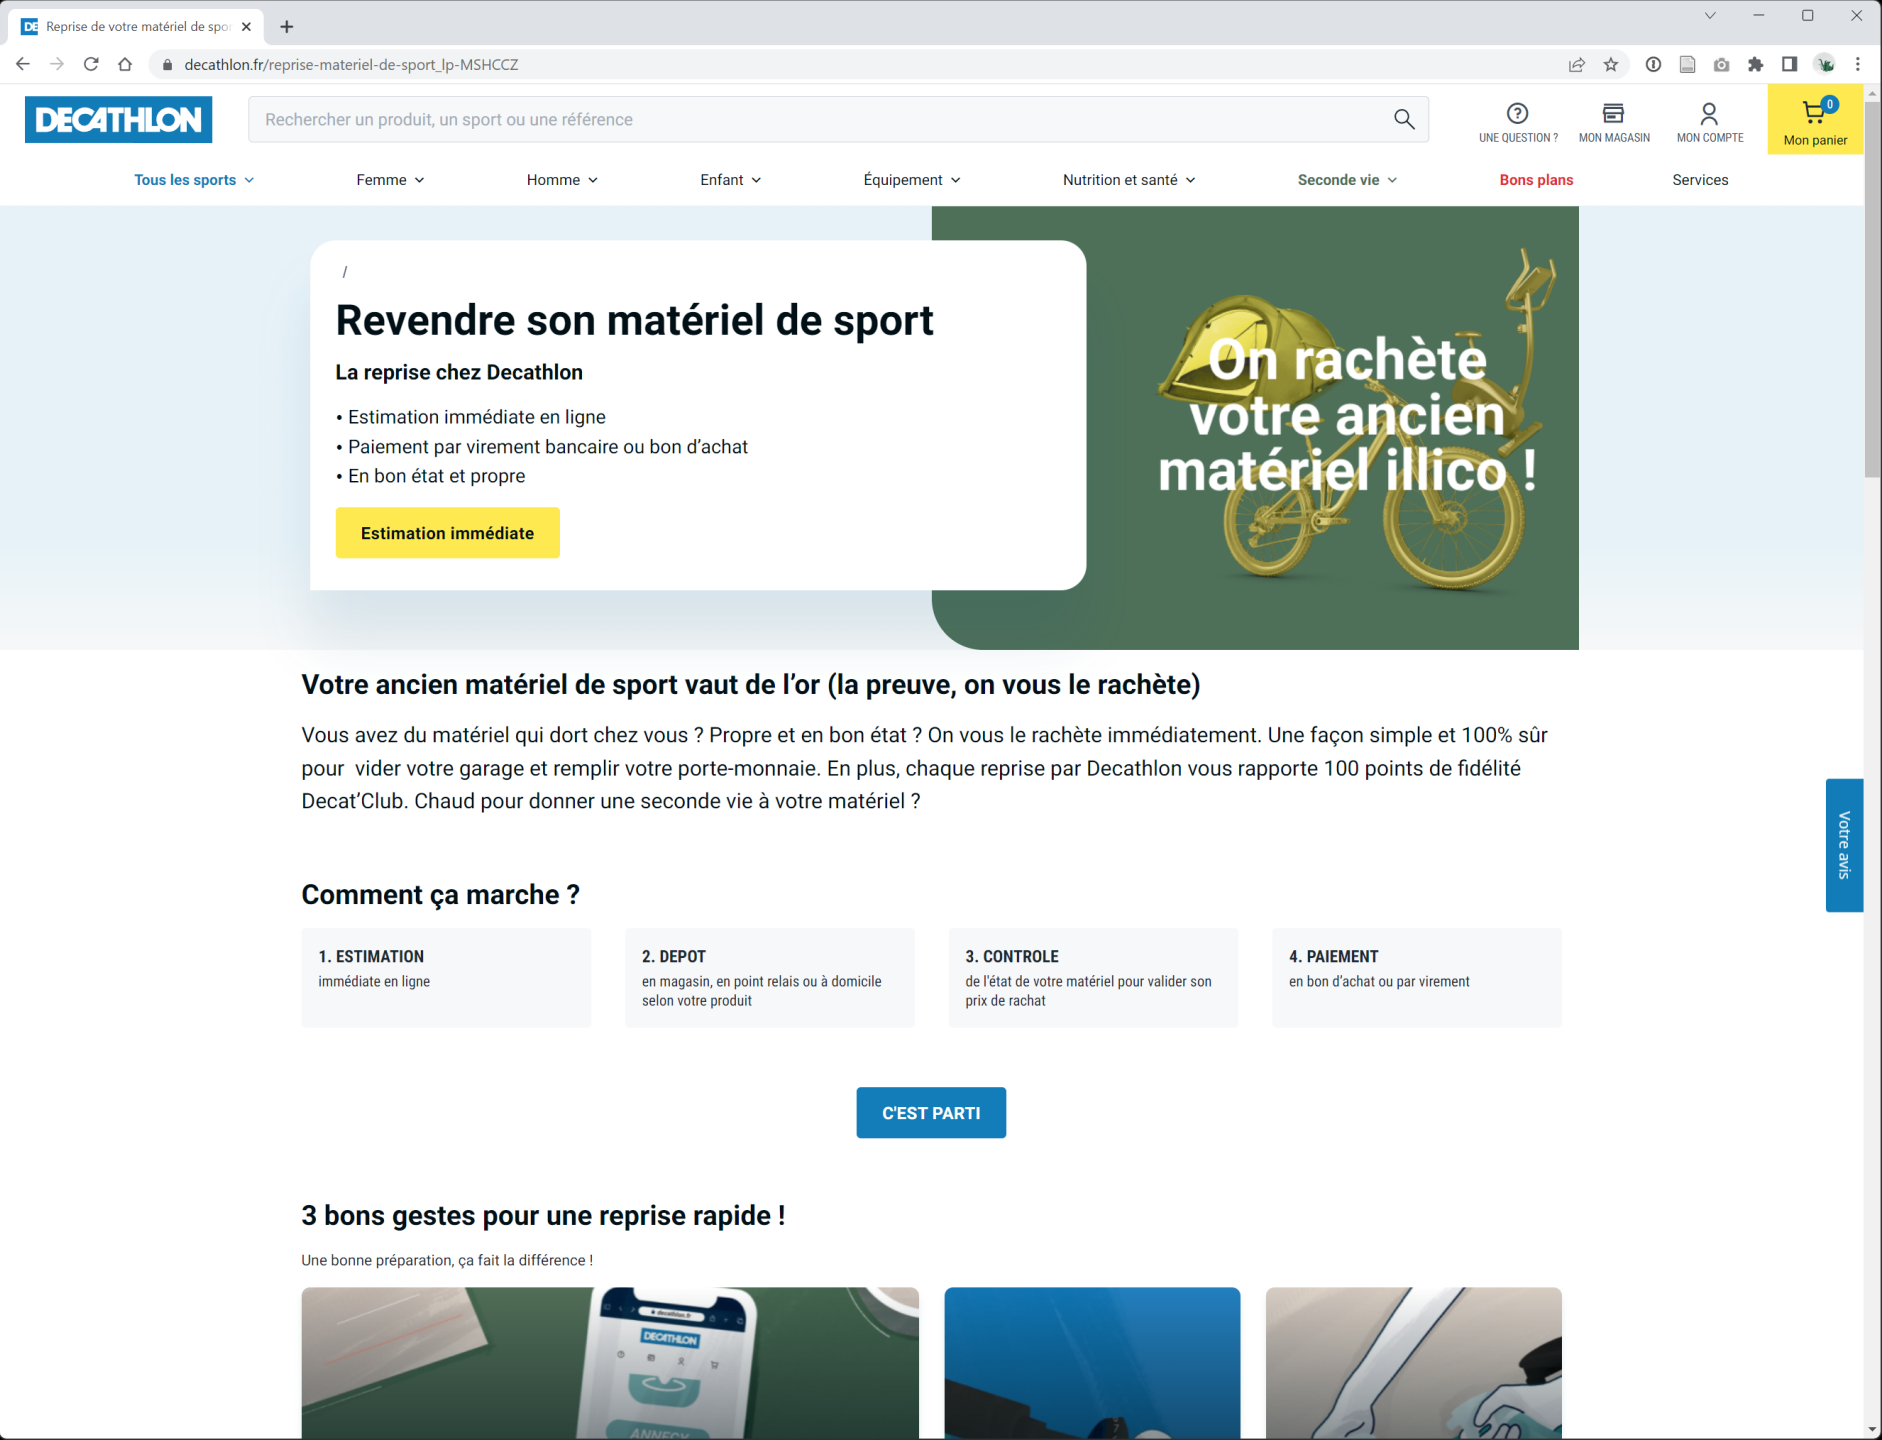 Reprise de votre matériel de spo
decathlon.fr/reprise-materiel-de-sport_lp-MSHCCZ
DECATHLON
Rechercher un produit, un sport ou une référence
UNE QUESTION ?
MON MAGASIN
MON COMPTE
0
Mon panier
Tous les sports
Femme
Homme
Enfant
Équipement
Nutrition et santé
Seconde vie
Bons plans
Services
/
Revendre son matériel de sport
La reprise chez Decathlon
• Estimation immédiate en ligne
• Paiement par virement bancaire ou bon d’achat
• En bon état et propre
Estimation immédiate
On rachète
votre ancien
matériel illico !
Votre ancien matériel de sport vaut de l’or (la preuve, on vous le rachète)
Vous avez du matériel qui dort chez vous ? Propre et en bon état ? On vous le rachète immédiatement. Une façon simple et 100% sûr
pour  vider votre garage et remplir votre porte-monnaie. En plus, chaque reprise par Decathlon vous rapporte 100 points de fidélité
Decat’Club. Chaud pour donner une seconde vie à votre matériel ?
Votre avis
Comment ça marche ?
1. ESTIMATION
immédiate en ligne
2. DEPOT
en magasin, en point relais ou à domicile
selon votre produit
3. CONTROLE
de l'état de votre matériel pour valider son
prix de rachat
4. PAIEMENT
en bon d’achat ou par virement
C'EST PARTI
3 bons gestes pour une reprise rapide !
Une bonne préparation, ça fait la différence !
decathlon.fr
DECATHLON
ANNECY